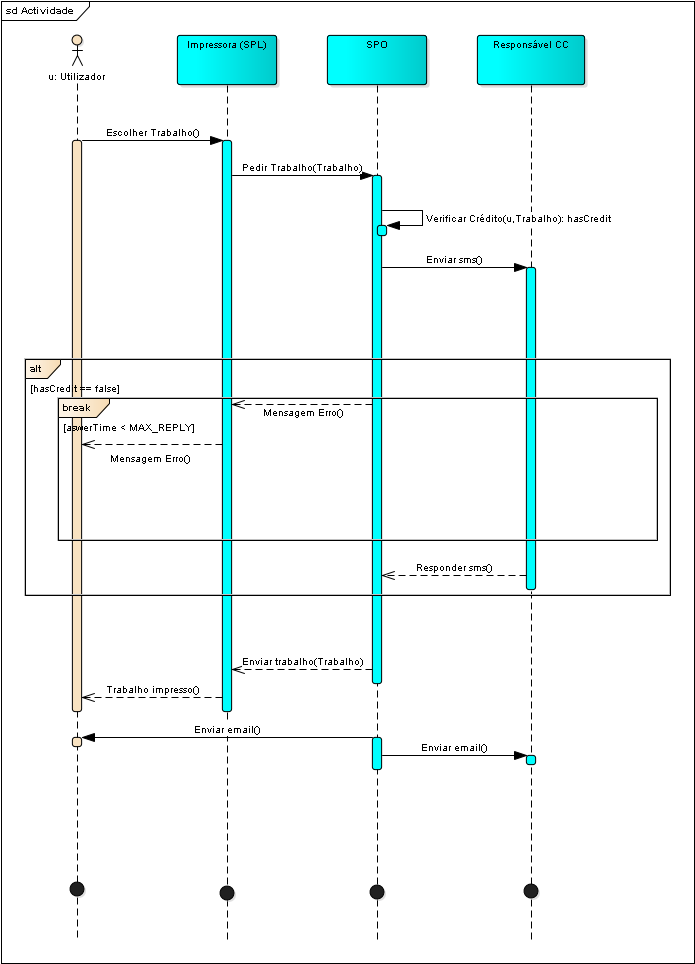 sd Actividade
u: Utilizador
Impressora (SPL)
SPO
Responsável CC
Escolher Trabalho()
Pedir Trabalho(Trabalho)
Verificar Crédito(u,Trabalho): hasCredit
Enviar sms()
alt
[hasCredit == false]
break
Mensagem Erro()
[aswerTime < MAX_REPLY]
Mensagem Erro()
Responder sms()
Enviar trabalho(Trabalho)
Trabalho impresso()
Enviar email()
Enviar email()